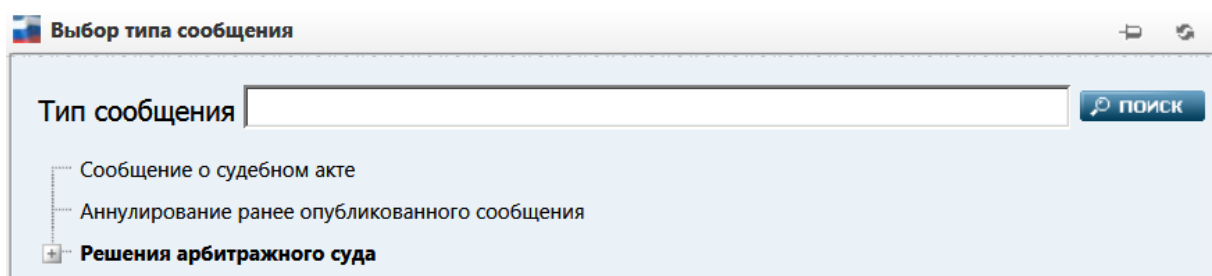 Выбор типа сообщения
Тип сообщения ПОИСК
Сообщение о судебном акте
Аннулирование ранее опубликованного сообщения
Решения арбитражного суда